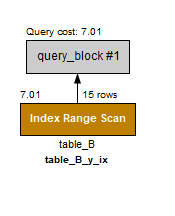 Query cost: 7.01
query_block #1
7.01 15 rows
Index Range Scan
table_B
table_B_y_ix